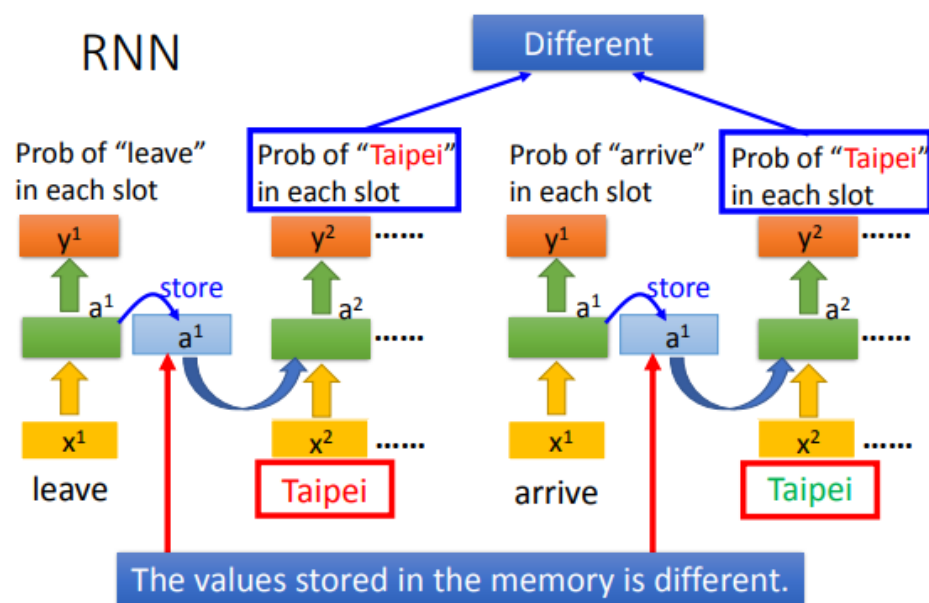 RNN
Different
Prob of “leave”
in each slot
Prob of “Taipei”
in each slot
Prob of “arrive”
in each slot
Prob of “Taipei”
in each slot
y¹
y²
……
y¹
y²
……
a¹
store
a²
a¹
store
a²
a¹
……
a¹
……
x¹
x²
……
x¹
x²
……
leave
Taipei
arrive
Taipei
The values stored in the memory is different.